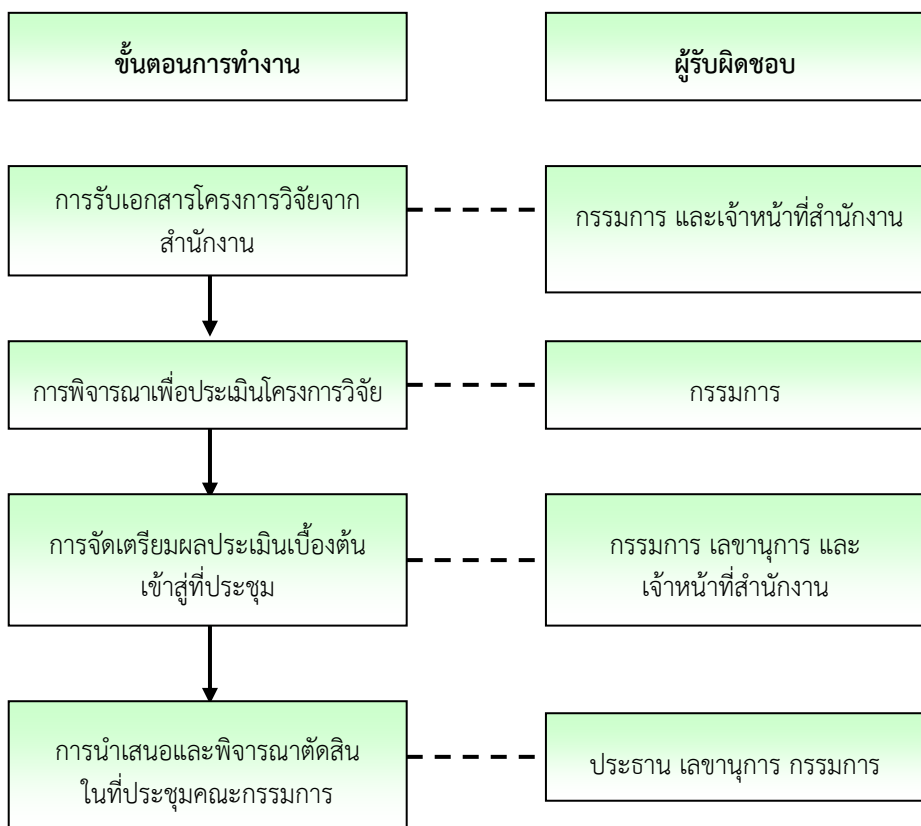 ขั้นตอนการทำงาน
ผู้รับผิดชอบ
การรับเอกสารโครงการวิจัยจาก
สำนักงาน
กรรมการ และเจ้าหน้าที่สำนักงาน
การพิจารณาเพื่อประเมินโครงการวิจัย
กรรมการ
การจัดเตรียมผลประเมินเบื้องต้น
เข้าสู่ที่ประชุม
กรรมการ เลขานุการ และ
เจ้าหน้าที่สำนักงาน
การนำเสนอและพิจารณาตัดสิน
ในที่ประชุมคณะกรรมการ
ประธาน เลขานุการ กรรมการ